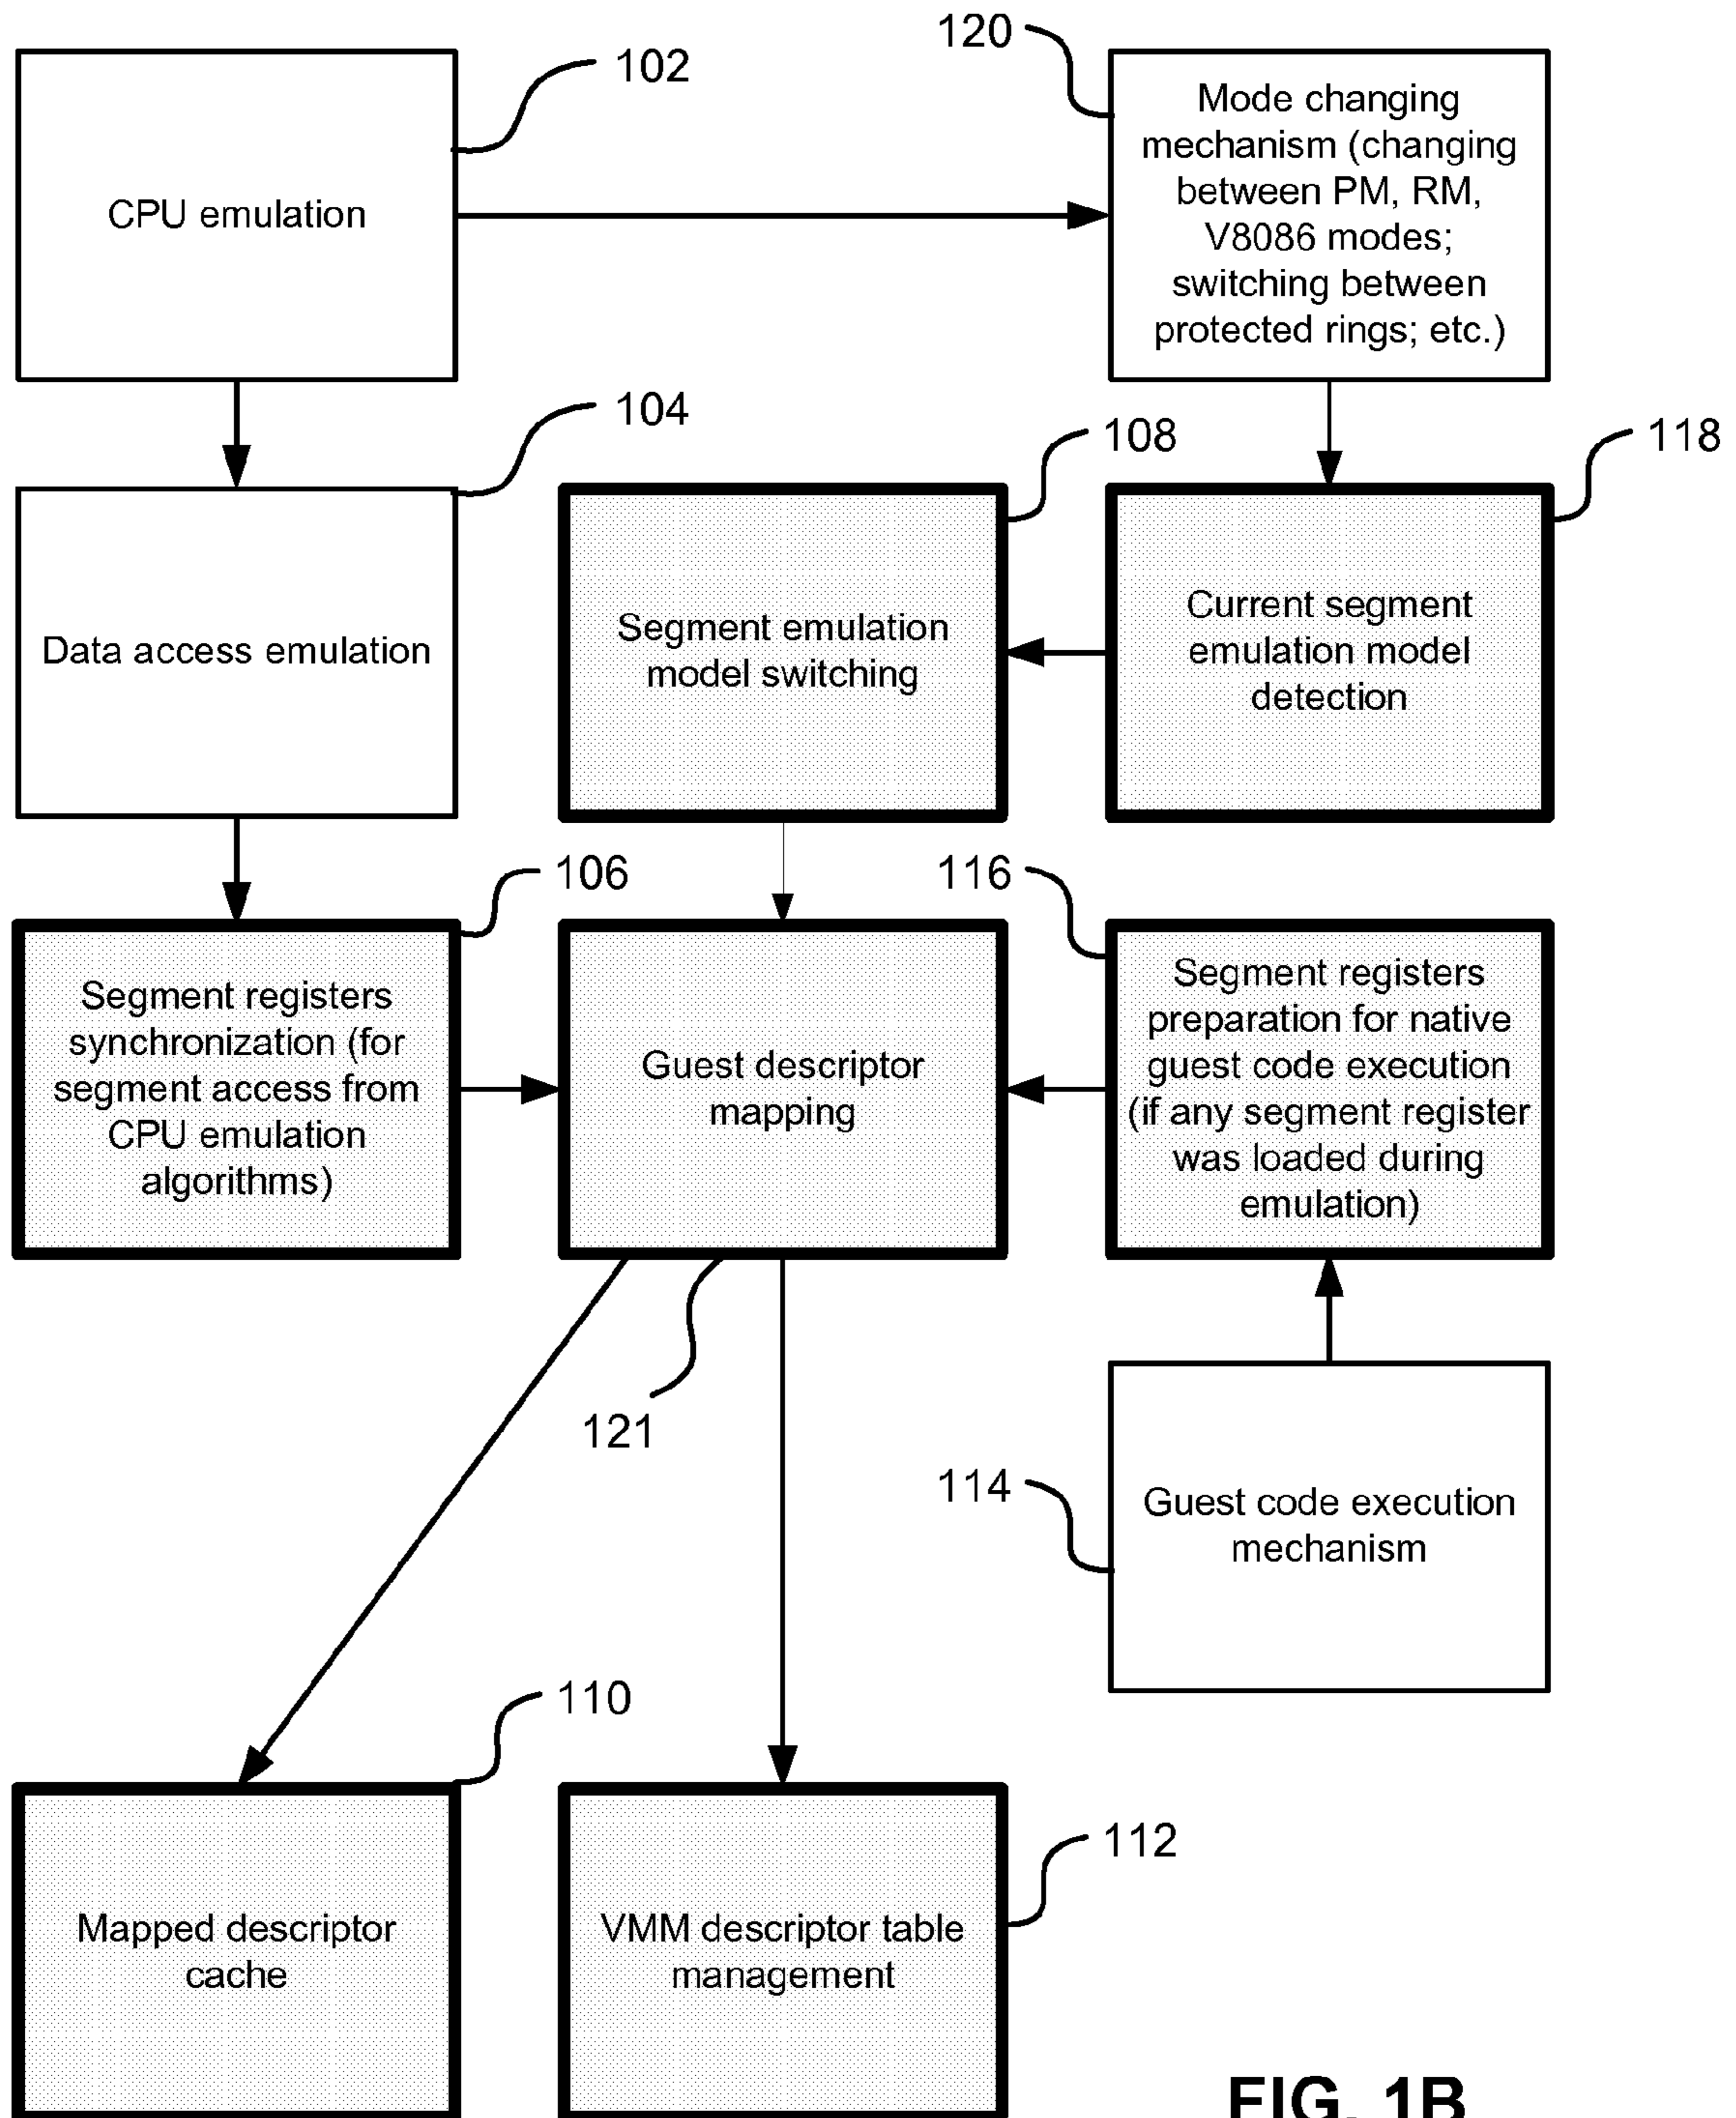 120
102
Mode changing
mechanism (changing
between PM, RM,
V8086 modes;
switching between
protected rings; etc.)
CPU emulation
104
108
118
Data access emulation
Segment emulation
model switching
Current segment
emulation model
detection
106
116
Segment registers
synchronization (for
segment access from
CPU emulation
algorithms)
Guest descriptor
mapping
Segment registers
preparation for native
guest code execution
(if any segment register
was loaded during
emulation)
121
114
Guest code execution
mechanism
110
112
Mapped descriptor
cache
VMM descriptor table
management
FIG. 1B